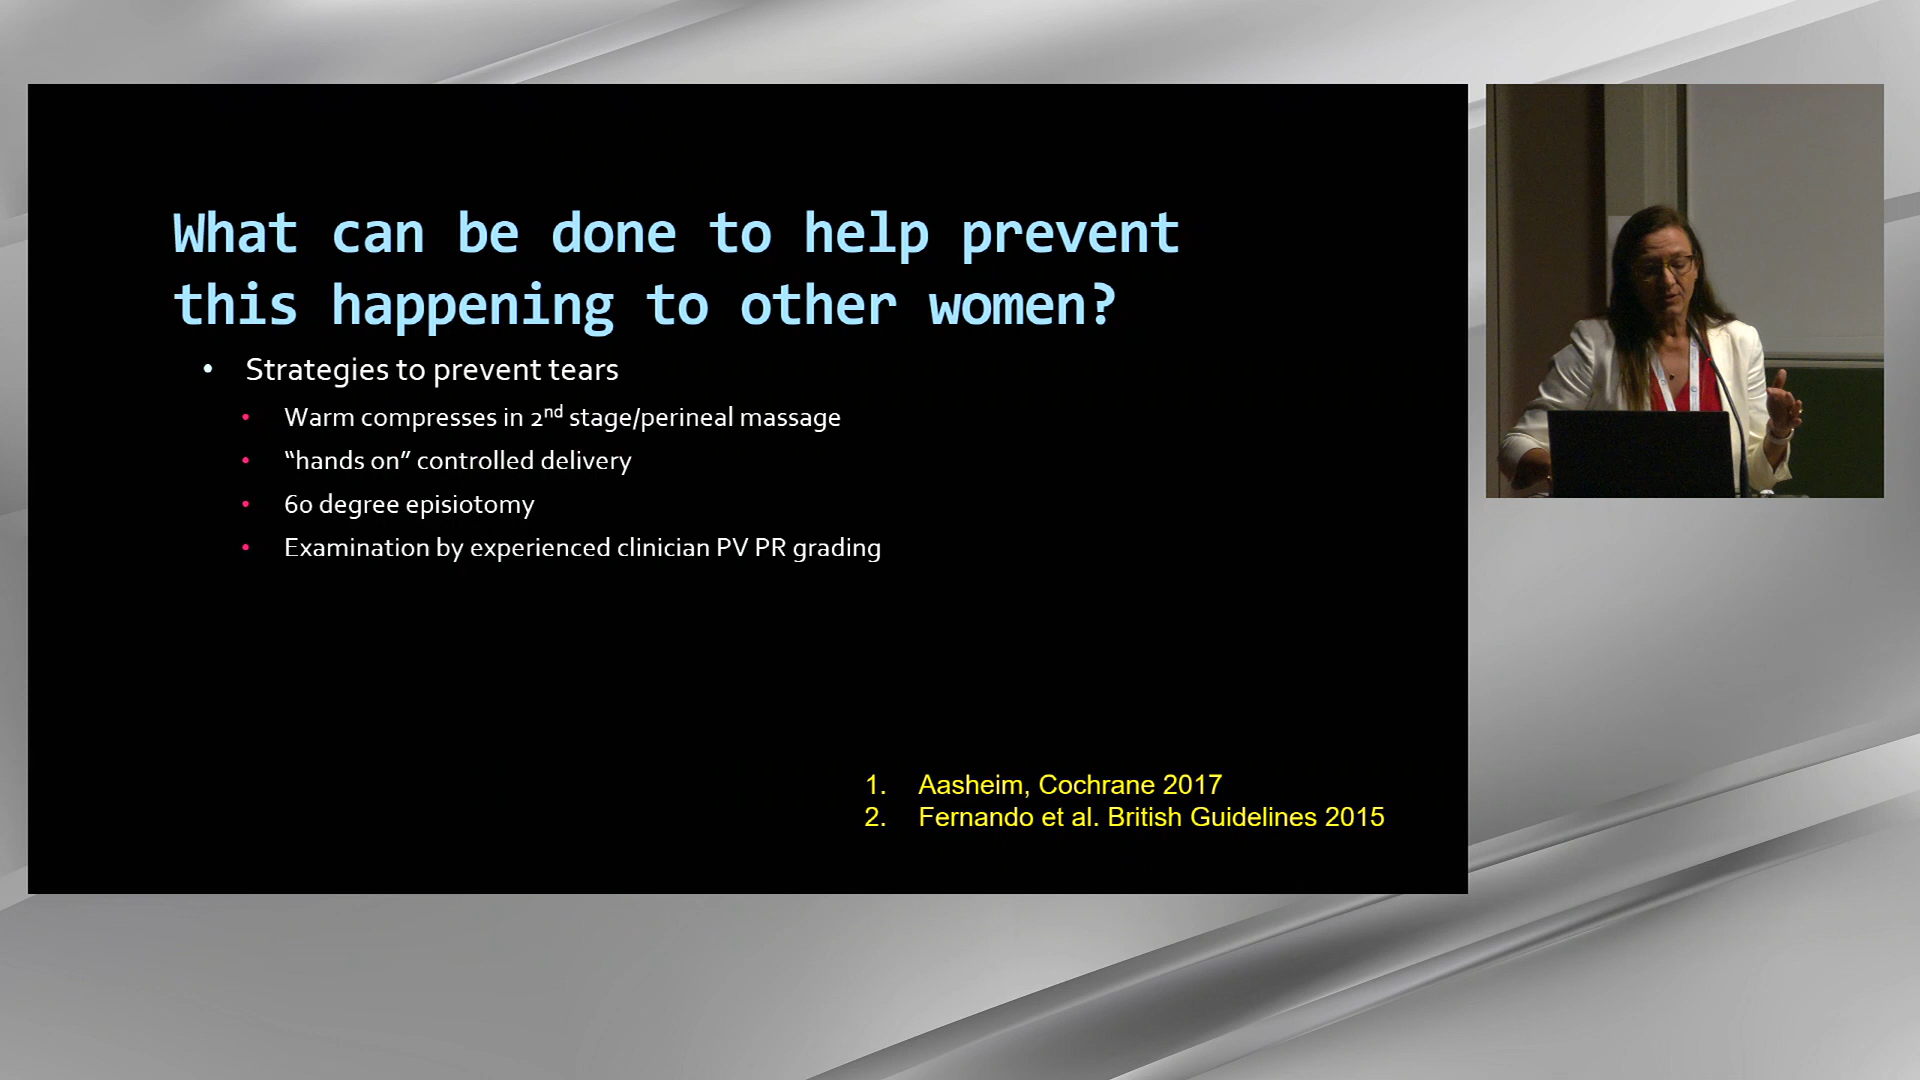 What can be done to help prevent
this happening to other women?
• Strategies to prevent tears
• Warm compresses in 2nd stage/perineal massage
• “hands on” controlled delivery
• 60 degree episiotomy
• Examination by experienced clinician PV PR grading
1. Aasheim, Cochrane 2017
2. Fernando et al. British Guidelines 2015